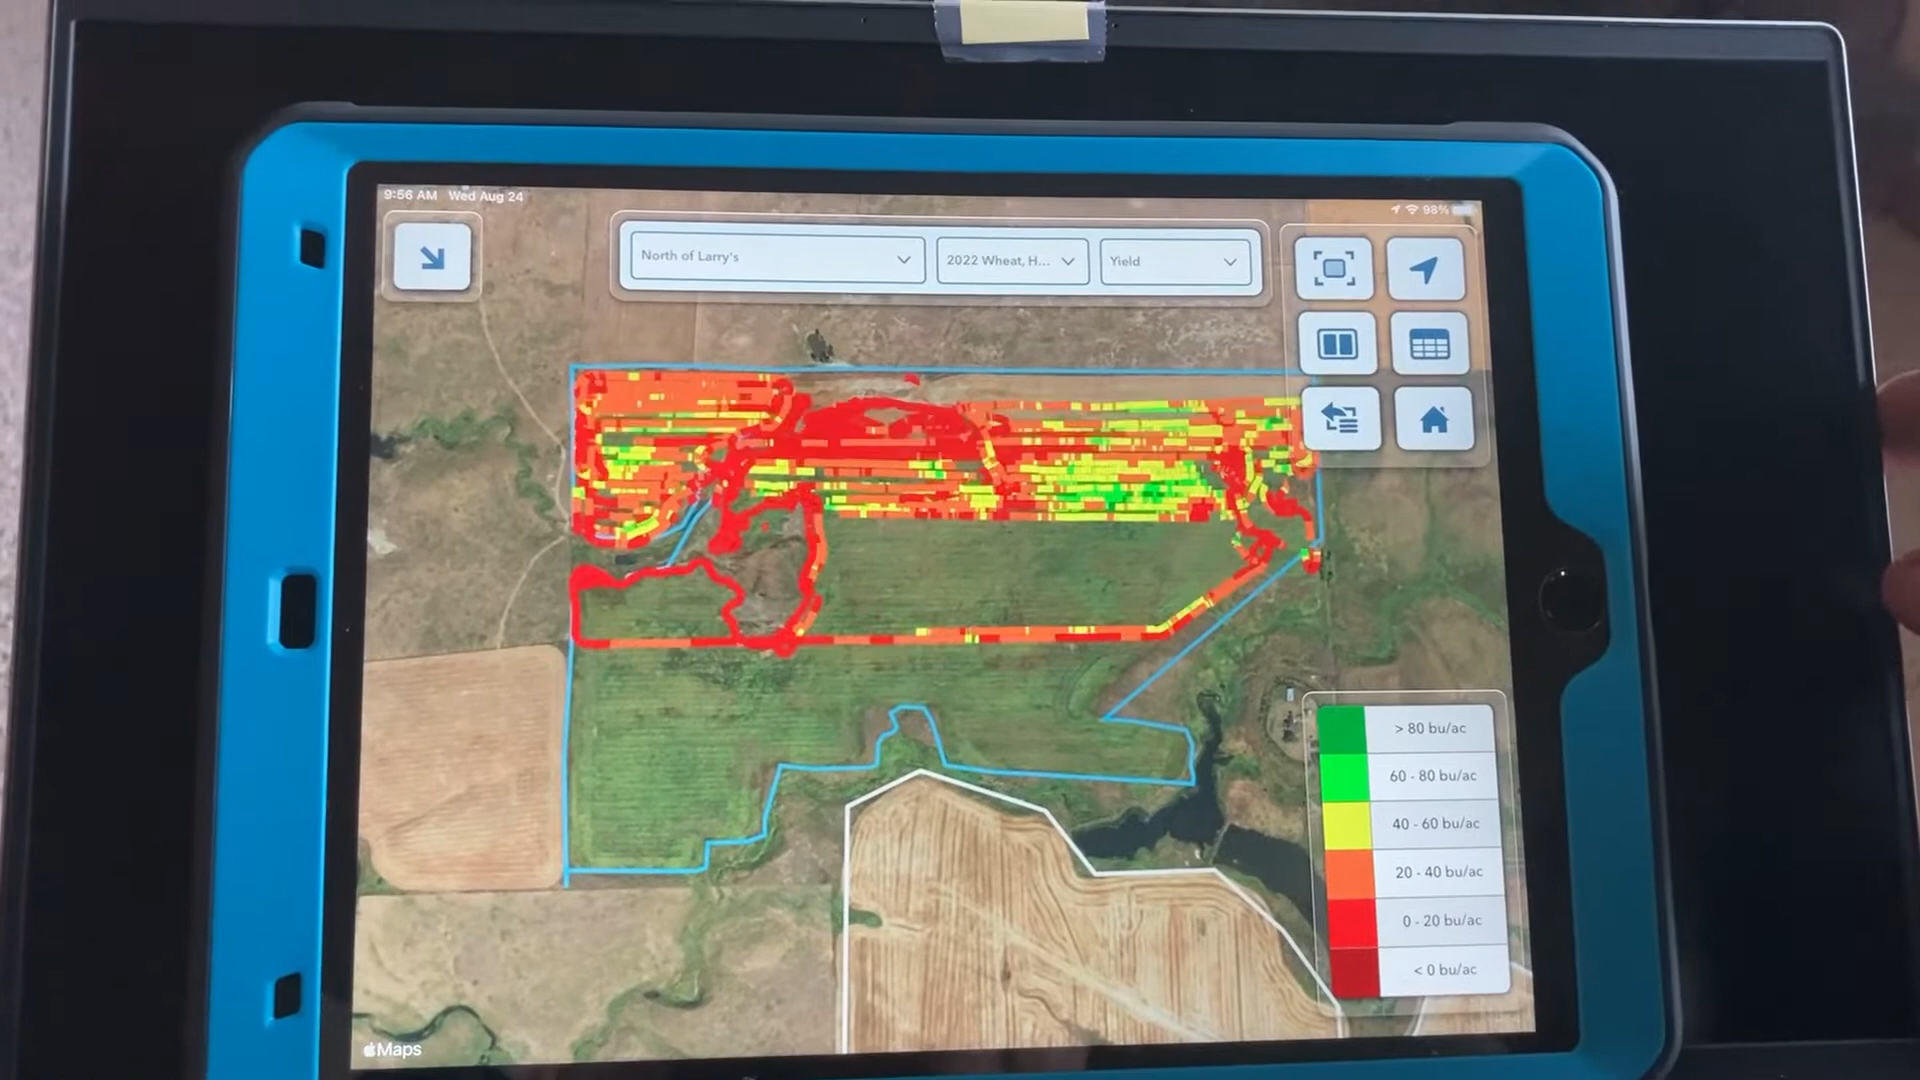 9:56 AM Wed Aug 24
98%
North of Larry's
2022 Wheat, H...
Yield
> 80 bu/ac
60 - 80 bu/ac
40 - 60 bu/ac
20 - 40 bu/ac
0 - 20 bu/ac
< 0 bu/ac
Maps